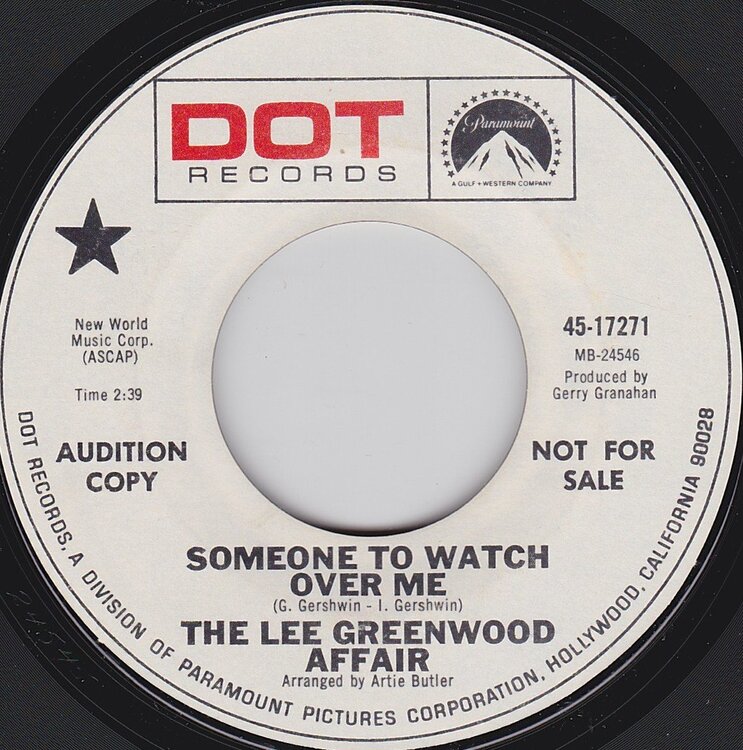 DOT
RECORDS
Paramount
A GULF + WESTERN COMPANY
New World
Music Corp.
(ASCAP)
Time 2:39
AUDITION
COPY
45-17271
MB-24546
Produced by
Gerry Granahan
NOT FOR
SALE
SOMEONE TO WATCH
OVER ME
(G. Gershwin - I. Gershwin)
THE LEE GREENWOOD
AFFAIR
Arranged by Artie Butler
DOT RECORDS, A DIVISION OF PARAMOUNT PICTURES CORPORATION, HOLLYWOOD, CALIFORNIA 90028